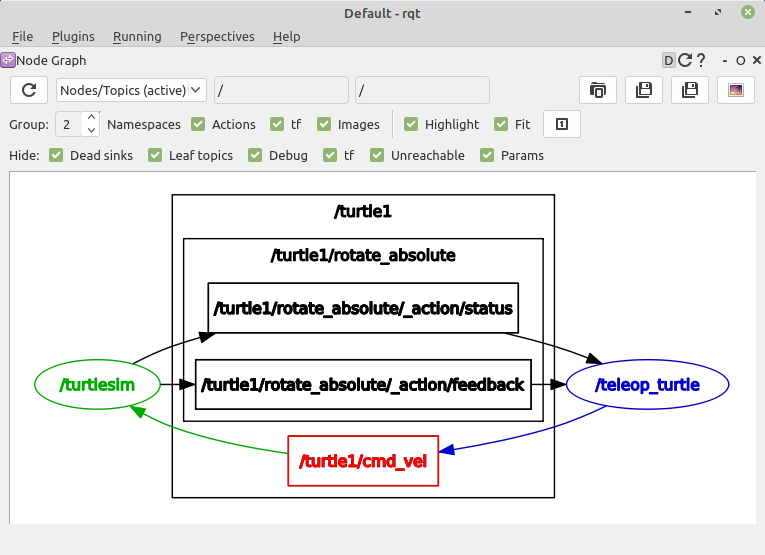 Default - rqt
File Plugins Running Perspectives Help
Node Graph D ? - O ×
Nodes/Topics (active) / /
Group: 2 Namespaces Actions tf Images Highlight Fit 1
Hide: Dead sinks Leaf topics Debug tf Unreachable Params
/turtle1
/turtle1/rotate_absolute
/turtle1/rotate_absolute/_action/status
/turtlesim
/turtle1/rotate_absolute/_action/feedback
/teleop_turtle
/turtle1/cmd_vel